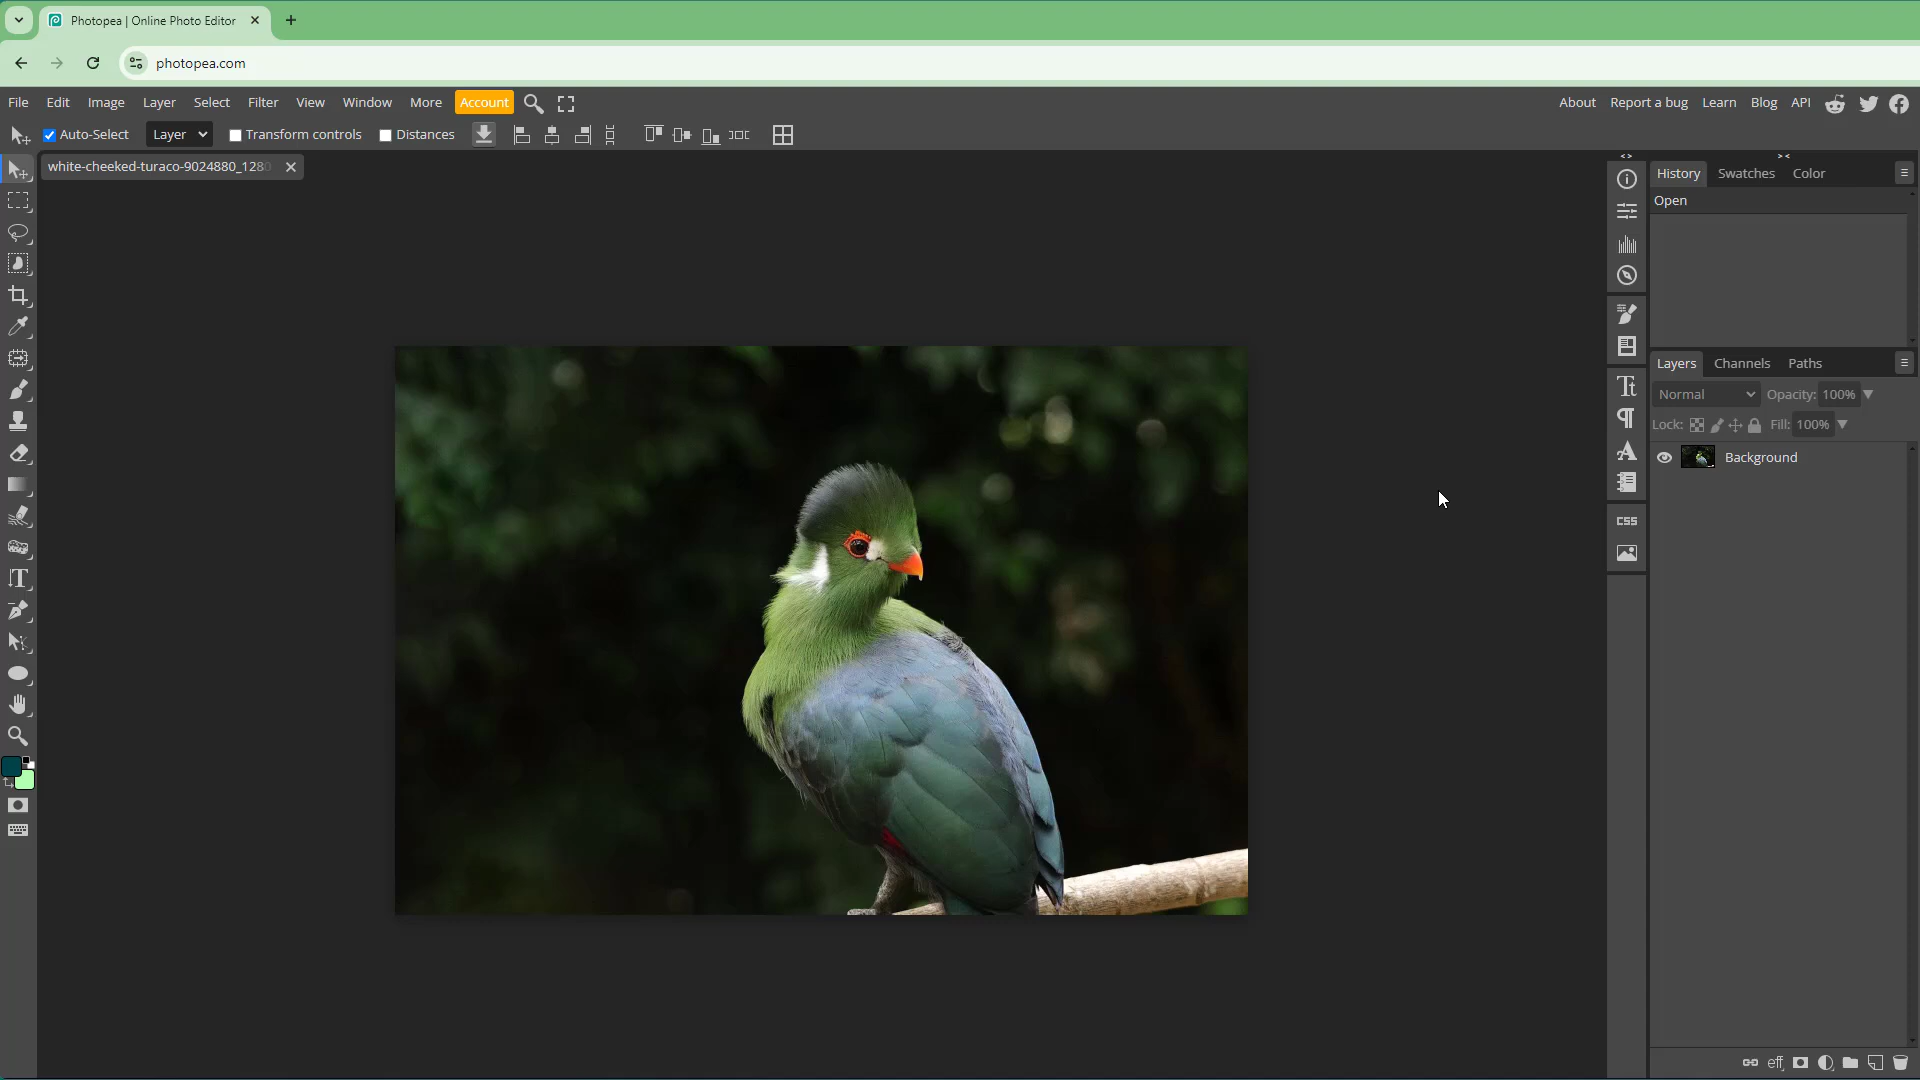 Photopea | Online Photo Editor
photopea.com
File Edit Image Layer Select Filter View Window More Account About Report a bug Learn Blog API
Auto-Select Layer Transform controls Distances
white-cheeked-turaco-9024880_1280
History Swatches Color
Open
Layers Channels Paths
Normal Opacity: 100%
Lock: Fill: 100%
Background
CSS
eff